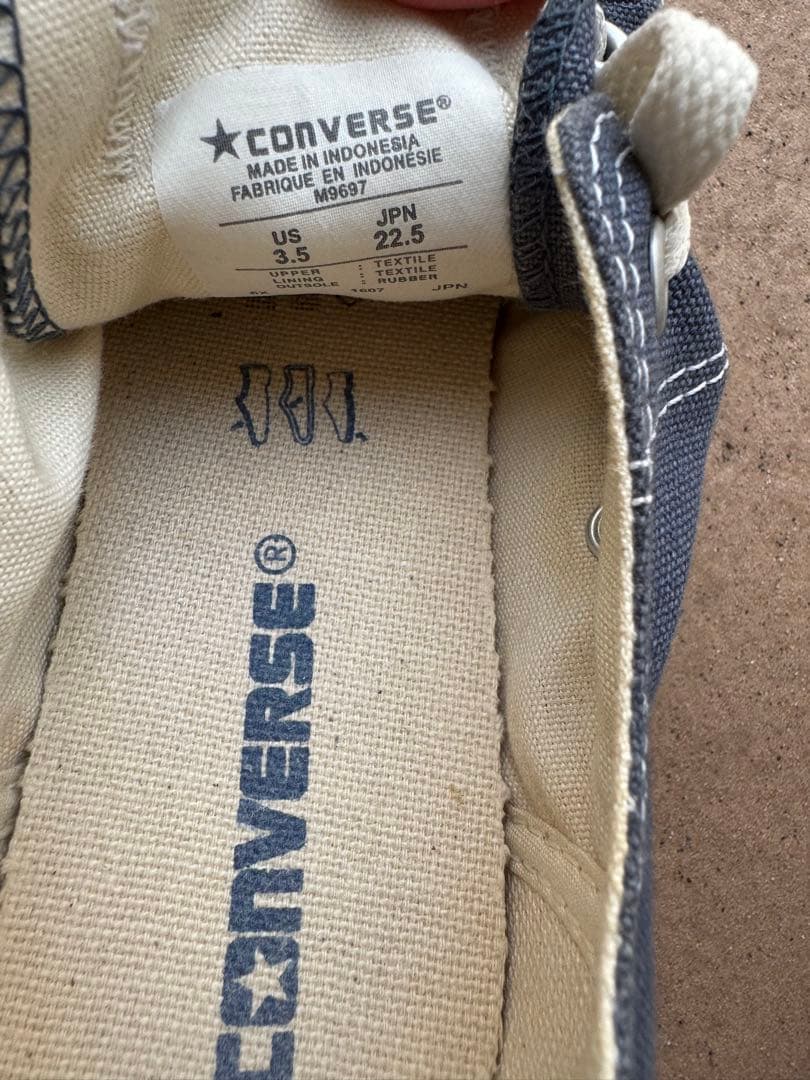 CONVERSE®
MADE IN INDONESIA
FABRIQUE EN INDONÉSIE
M9697
US JPN
3.5 22.5
UPPER : TEXTILE
LINING : TEXTILE
OUTSOLE : RUBBER
1607 JPN
CONVERSE®